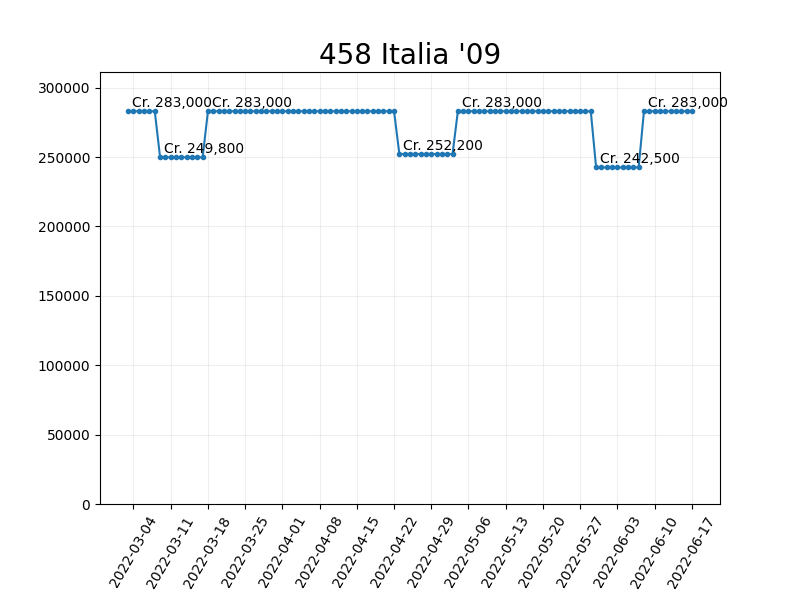 458 Italia '09
300000
250000
200000
150000
100000
50000
0
Cr. 283,000
Cr. 249,800
Cr. 283,000
Cr. 252,200
Cr. 283,000
Cr. 242,500
Cr. 283,000
2022-03-04
2022-03-11
2022-03-18
2022-03-25
2022-04-01
2022-04-08
2022-04-15
2022-04-22
2022-04-29
2022-05-06
2022-05-13
2022-05-20
2022-05-27
2022-06-03
2022-06-10
2022-06-17